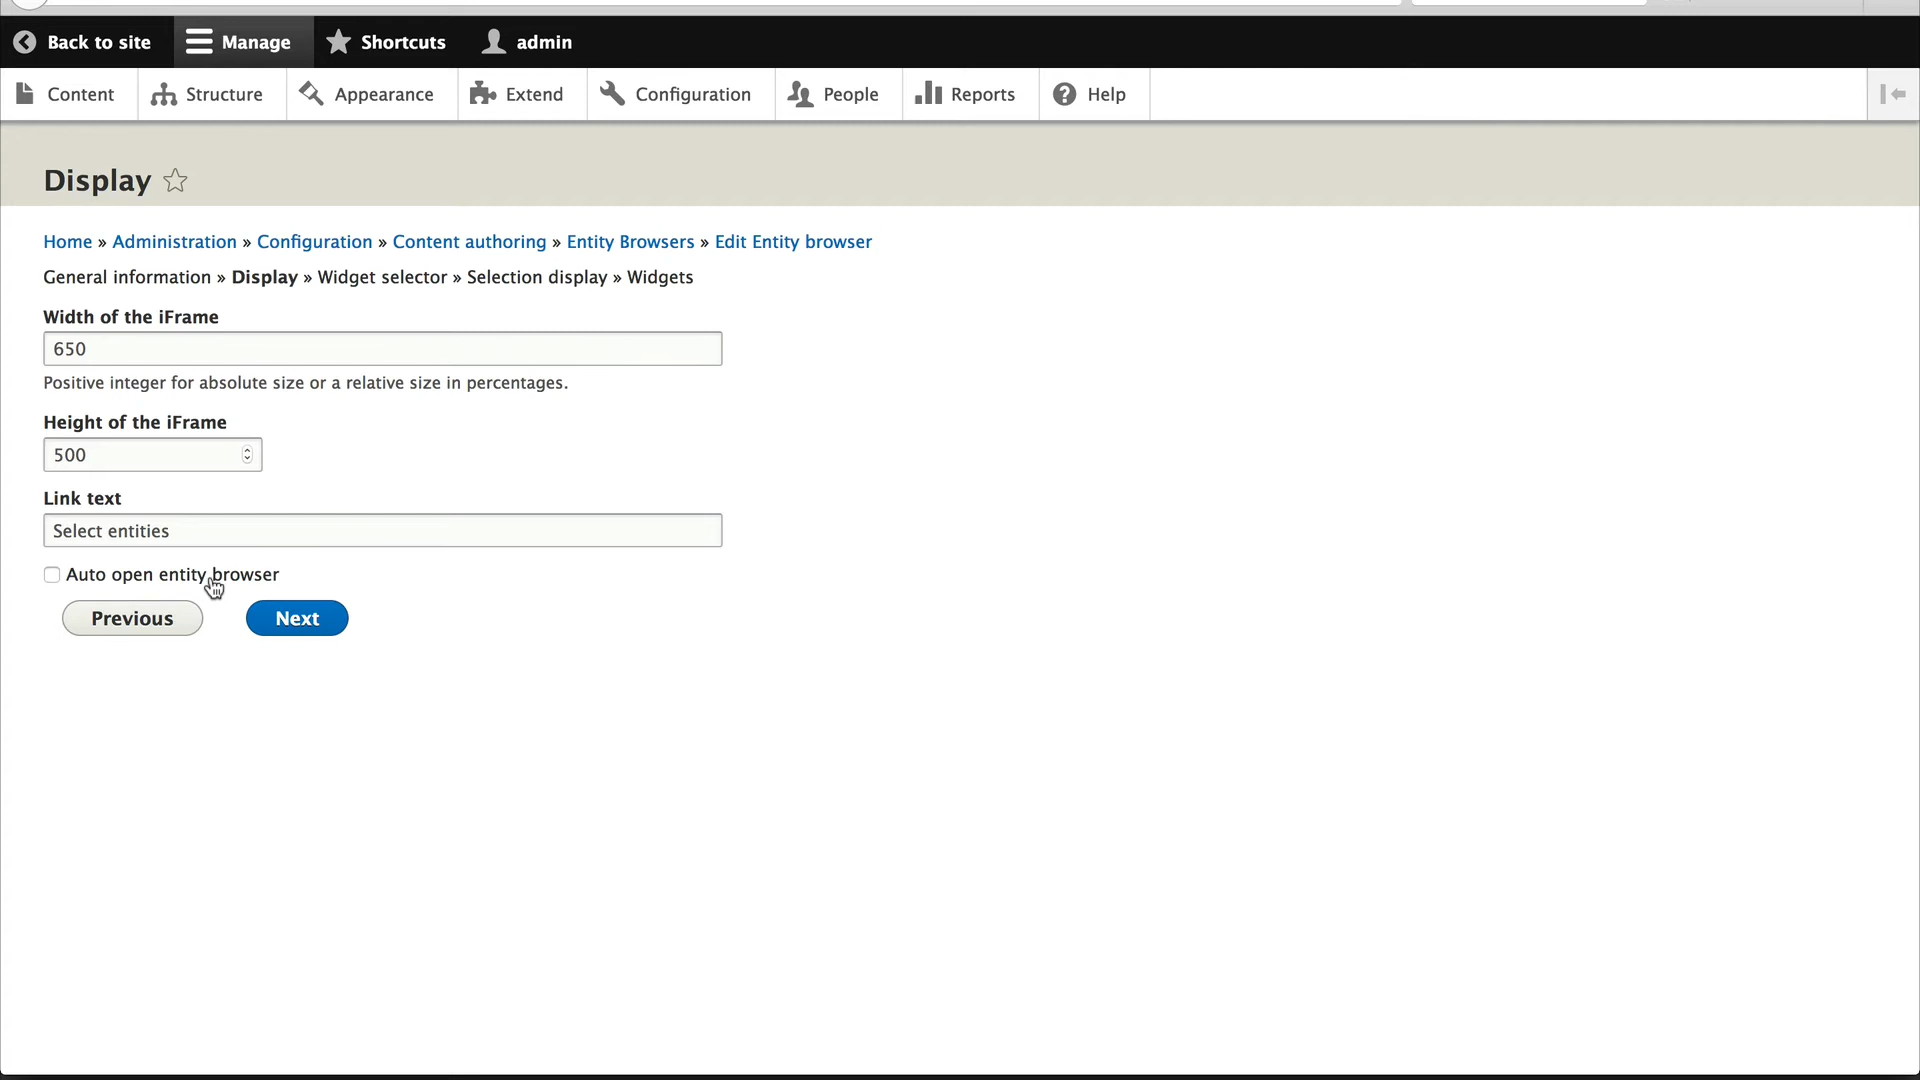 Back to site Manage Shortcuts admin
Content Structure Appearance Extend Configuration People Reports Help
Display
Home » Administration » Configuration » Content authoring » Entity Browsers » Edit Entity browser
General information » Display » Widget selector » Selection display » Widgets
Width of the iFrame
650
Positive integer for absolute size or a relative size in percentages.
Height of the iFrame
500
Link text
Select entities
Auto open entity browser
Previous Next